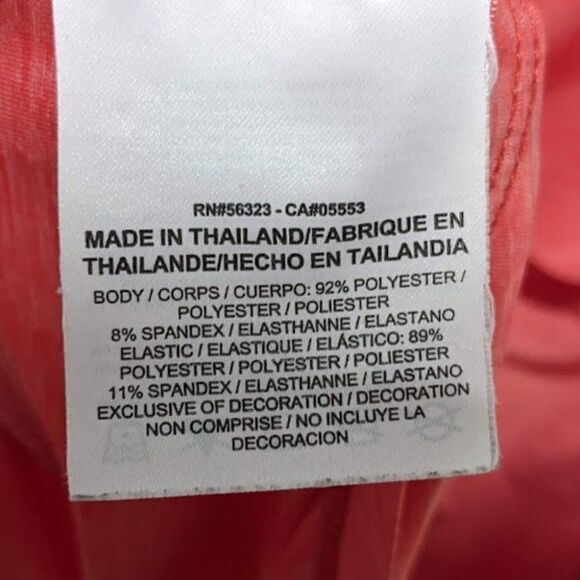 RN#56323 - CA#05553
MADE IN THAILAND/FABRIQUE EN
THAILANDE/HECHO EN TAILANDIA
BODY / CORPS / CUERPO: 92% POLYESTER /
POLYESTER / POLIESTER
8% SPANDEX / ELASTHANNE / ELASTANO
ELASTIC / ELASTIQUE / ELÁSTICO: 89%
POLYESTER / POLYESTER / POLIESTER
11% SPANDEX / ELASTHANNE / ELASTANO
EXCLUSIVE OF DECORATION / DECORATION
NON COMPRISE / NO INCLUYE LA
DECORACION